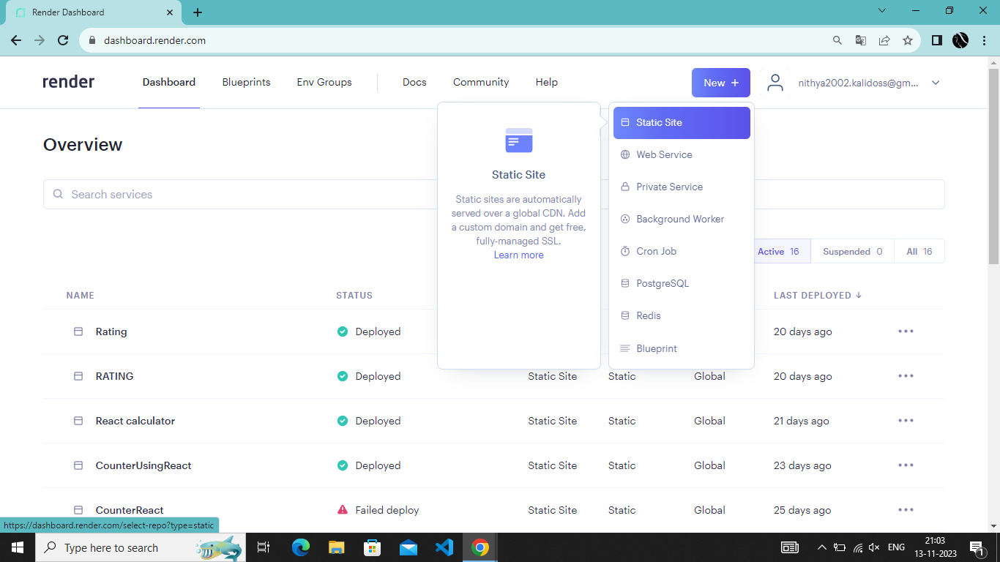 Render Dashboard
dashboard.render.com
render
Dashboard
Blueprints
Env Groups
Docs
Community
Help
New +
nithya2002.kalidoss@gm...
Static Site
Static sites are automatically
served over a global CDN. Add
a custom domain and get free,
fully-managed SSL.
Learn more
Static Site
Web Service
Private Service
Background Worker
Cron Job
PostgreSQL
Redis
Blueprint
Overview
Search services
Active 16
Suspended 0
All 16
NAME STATUS LAST DEPLOYED ↓
Rating Deployed 20 days ago
RATING Deployed Static Site Static Global 20 days ago
React calculator Deployed Static Site Static Global 21 days ago
CounterUsingReact Deployed Static Site Static Global 23 days ago
CounterReact Failed deploy Static Site Static Global 25 days ago
https://dashboard.render.com/select-repo?type=static
Type here to search
ENG
21:03
13-11-2023
1